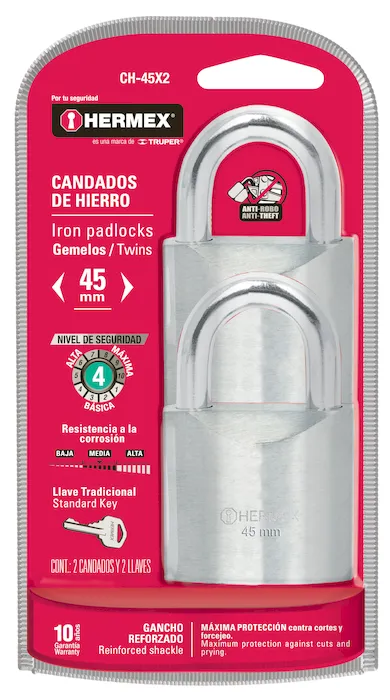 CH-45X2
Por tu seguridad
HERMEX®
es una marca de TRUPER®
CANDADOS
DE HIERRO
Iron padlocks
Gemelos / Twins
45
mm
ANTI-ROBO
ANTI-THEFT
NIVEL DE SEGURIDAD
ALTA
MÁXIMA
4
BÁSICA
Resistencia a la
corrosión
BAJA MEDIA ALTA
Llave Tradicional
Standard Key
HERMEX
CONT.: 2 CANDADOS Y 2 LLAVES
HERMEX
45 mm
10 años
Garantía
Warranty
GANCHO
REFORZADO
Reinforced shackle
MÁXIMA PROTECCIÓN contra cortes y
forcejeo.
Maximum protection against cuts and
prying.